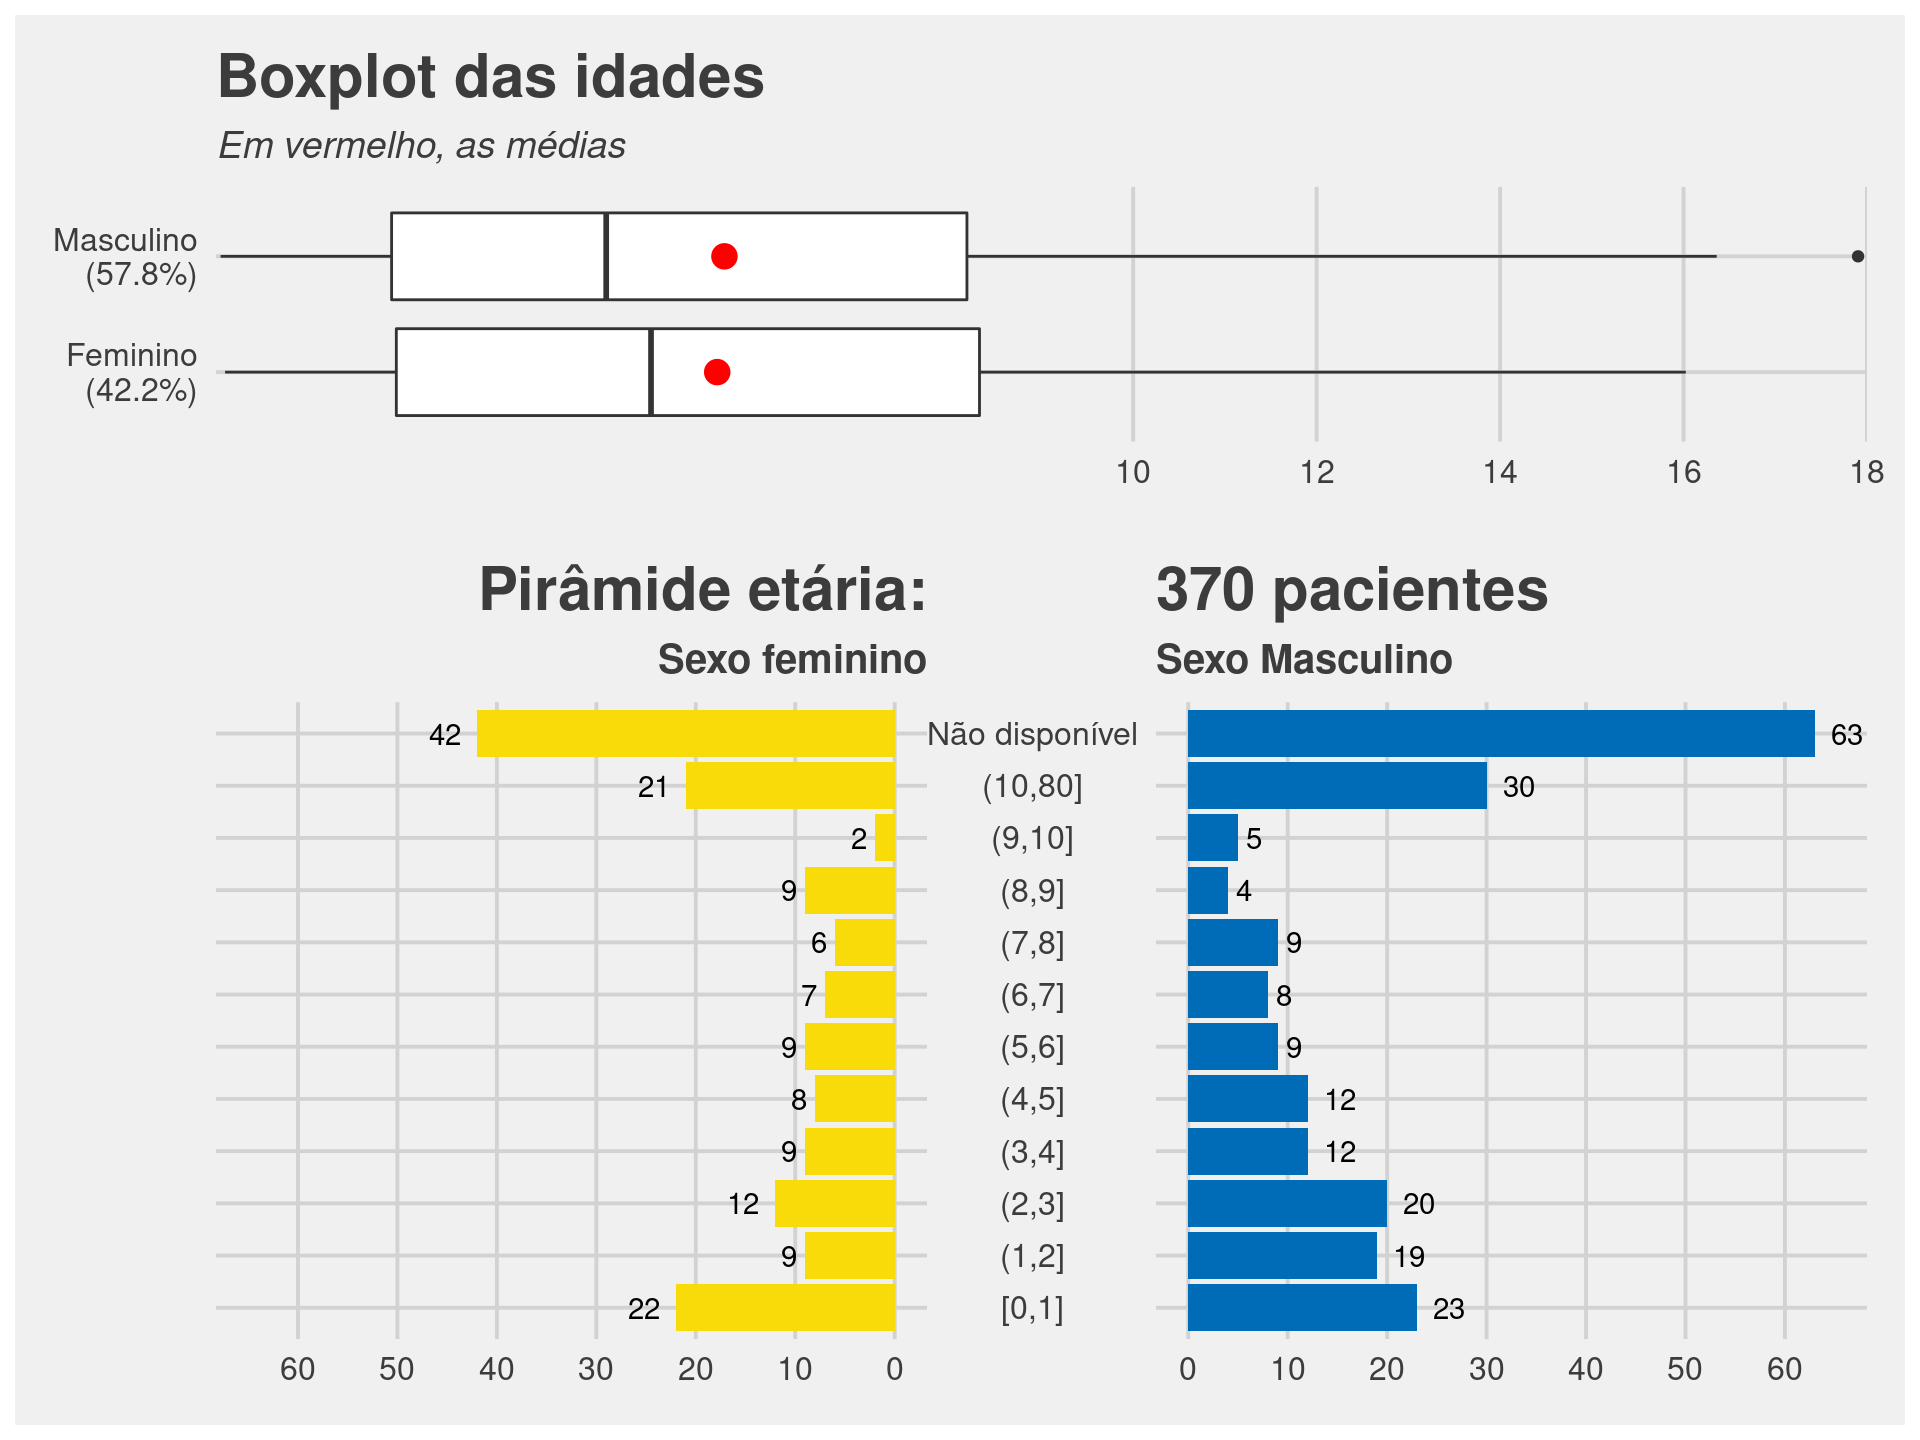 Boxplot das idades
Em vermelho, as médias
Masculino
(57.8%)
Feminino
(42.2%)
10 12 14 16 18
Pirâmide etária: 370 pacientes
Sexo feminino Sexo Masculino
42 Não disponível 63
21 (10,80] 30
2 (9,10] 5
9 (8,9] 4
6 (7,8] 9
7 (6,7] 8
9 (5,6] 9
8 (4,5] 12
9 (3,4] 12
12 (2,3] 20
9 (1,2] 19
22 [0,1] 23
60 50 40 30 20 10 0 0 10 20 30 40 50 60